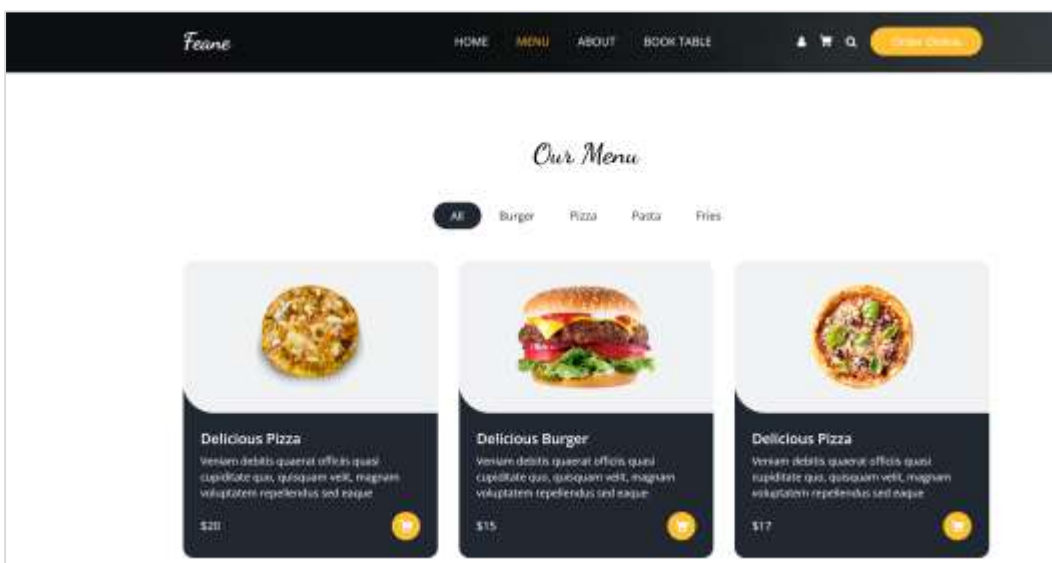 Feane
HOME MENU ABOUT BOOK TABLE Order Online
Our Menu
All Burger Pizza Pasta Fries
Delicious Pizza
Veniam debitis quaerat officiis quasi
cupiditate quo, quisquam velit, magnam
voluptatem repellendus sed eaque
$20
Delicious Burger
Veniam debitis quaerat officiis quasi
cupiditate quo, quisquam velit, magnam
voluptatem repellendus sed eaque
$15
Delicious Pizza
Veniam debitis quaerat officiis quasi
cupiditate quo, quisquam velit, magnam
voluptatem repellendus sed eaque
$17